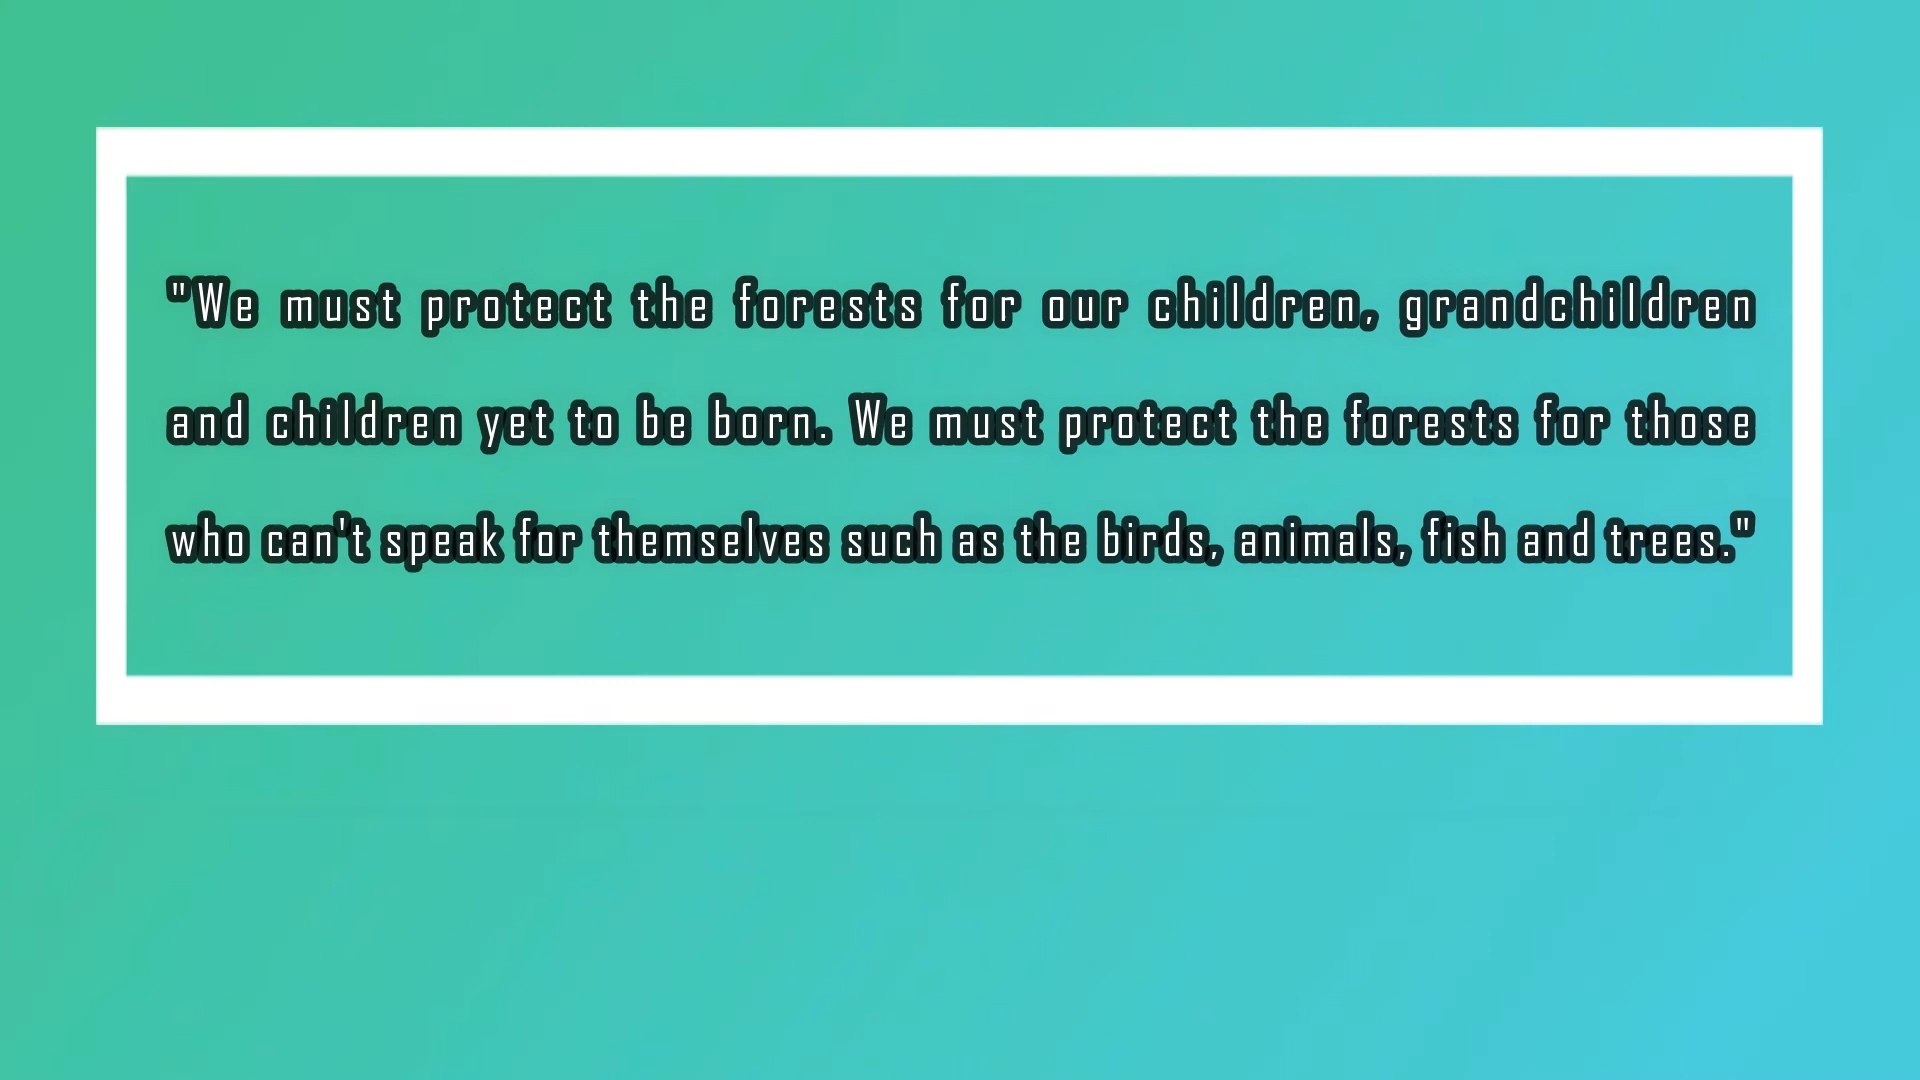 "We must protect the forests for our children, grandchildren
and children yet to be born. We must protect the forests for those
who can't speak for themselves such as the birds, animals, fish and trees."